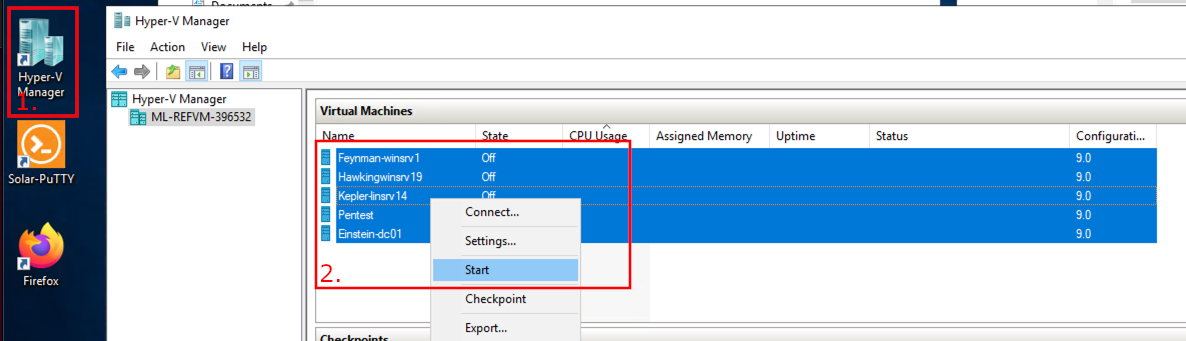 Documents
Hyper-V Manager
File Action View Help
Hyper-V
Manager
1.
Solar-PuTTY
Firefox
Hyper-V Manager
ML-REFVM-396532
Virtual Machines
Name State CPU Usage Assigned Memory Uptime Status Configurati...
Feynman-winsrv1 Off 9.0
Hawkingwinsrv19 Off 9.0
Kepler-linsrv14 Off 9.0
Pentest 9.0
Einstein-dc01 9.0
2.
Connect...
Settings...
Start
Checkpoint
Export...
Checkpoints